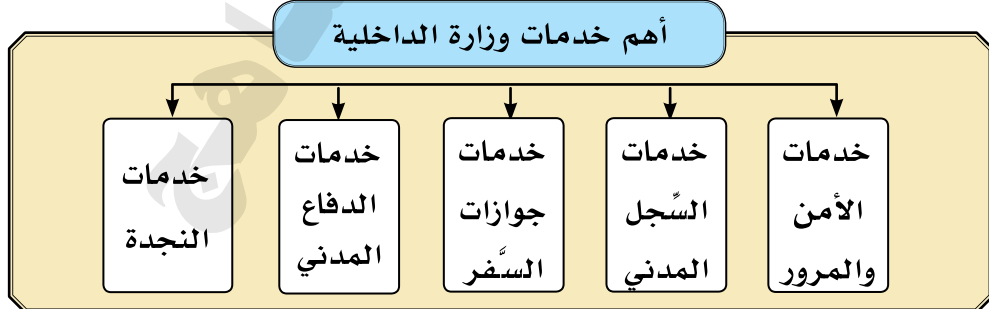 أهم خدمات وزارة الداخلية
خدمات
الأمن
والمرور
خدمات
السِّجل
المدني
خدمات
جوازات
السَّفر
خدمات
الدفاع
المدني
خدمات
النجدة